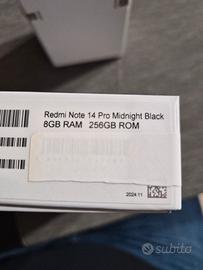 Redmi Note 14 Pro Midnight Black
8GB RAM 256GB ROM
2024.11
subito